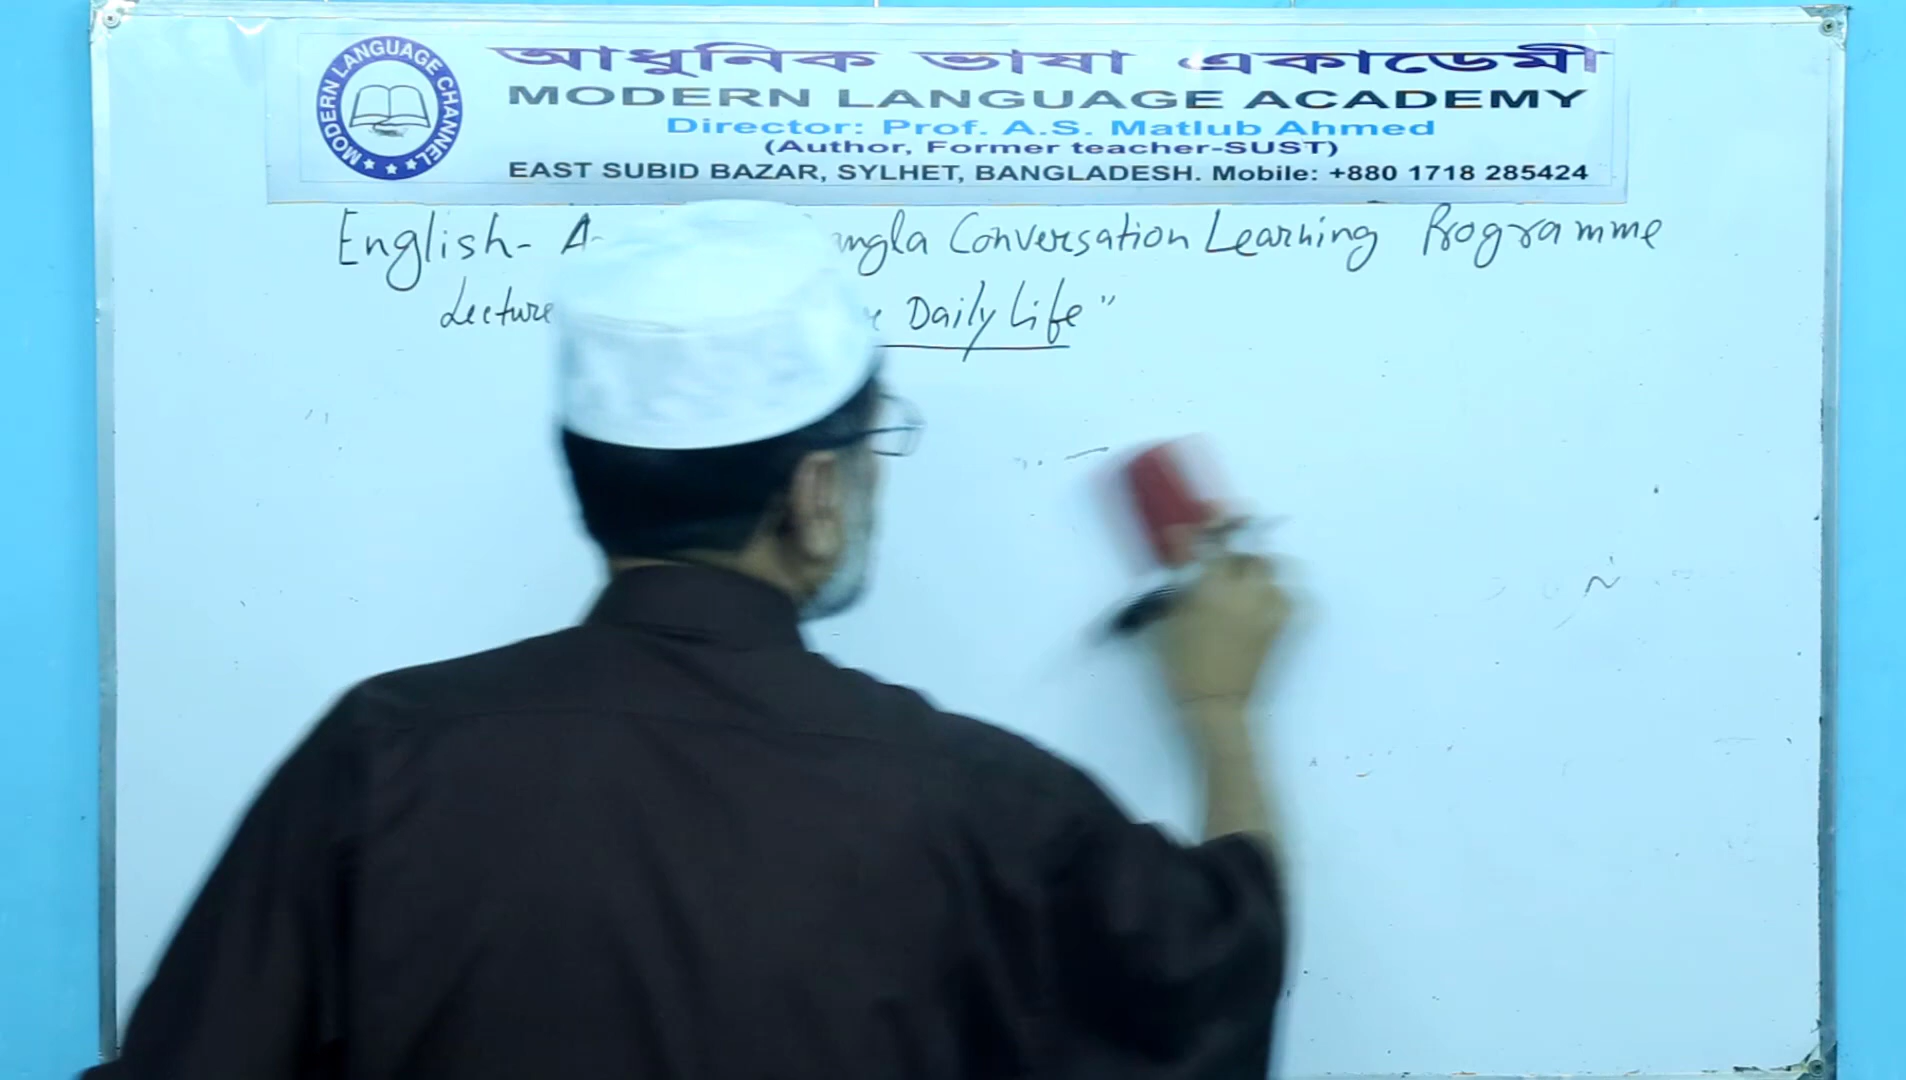 MODERN LANGUAGE CHANNEL
আধুনিক ভাষা একাডেমী
MODERN LANGUAGE ACADEMY
Director: Prof. A.S. Matlub Ahmed
(Author, Former teacher-SUST)
EAST SUBID BAZAR, SYLHET, BANGLADESH. Mobile: +880 1718 285424
English- A- angla Conversation Learning Programme
Lecture Daily Life"